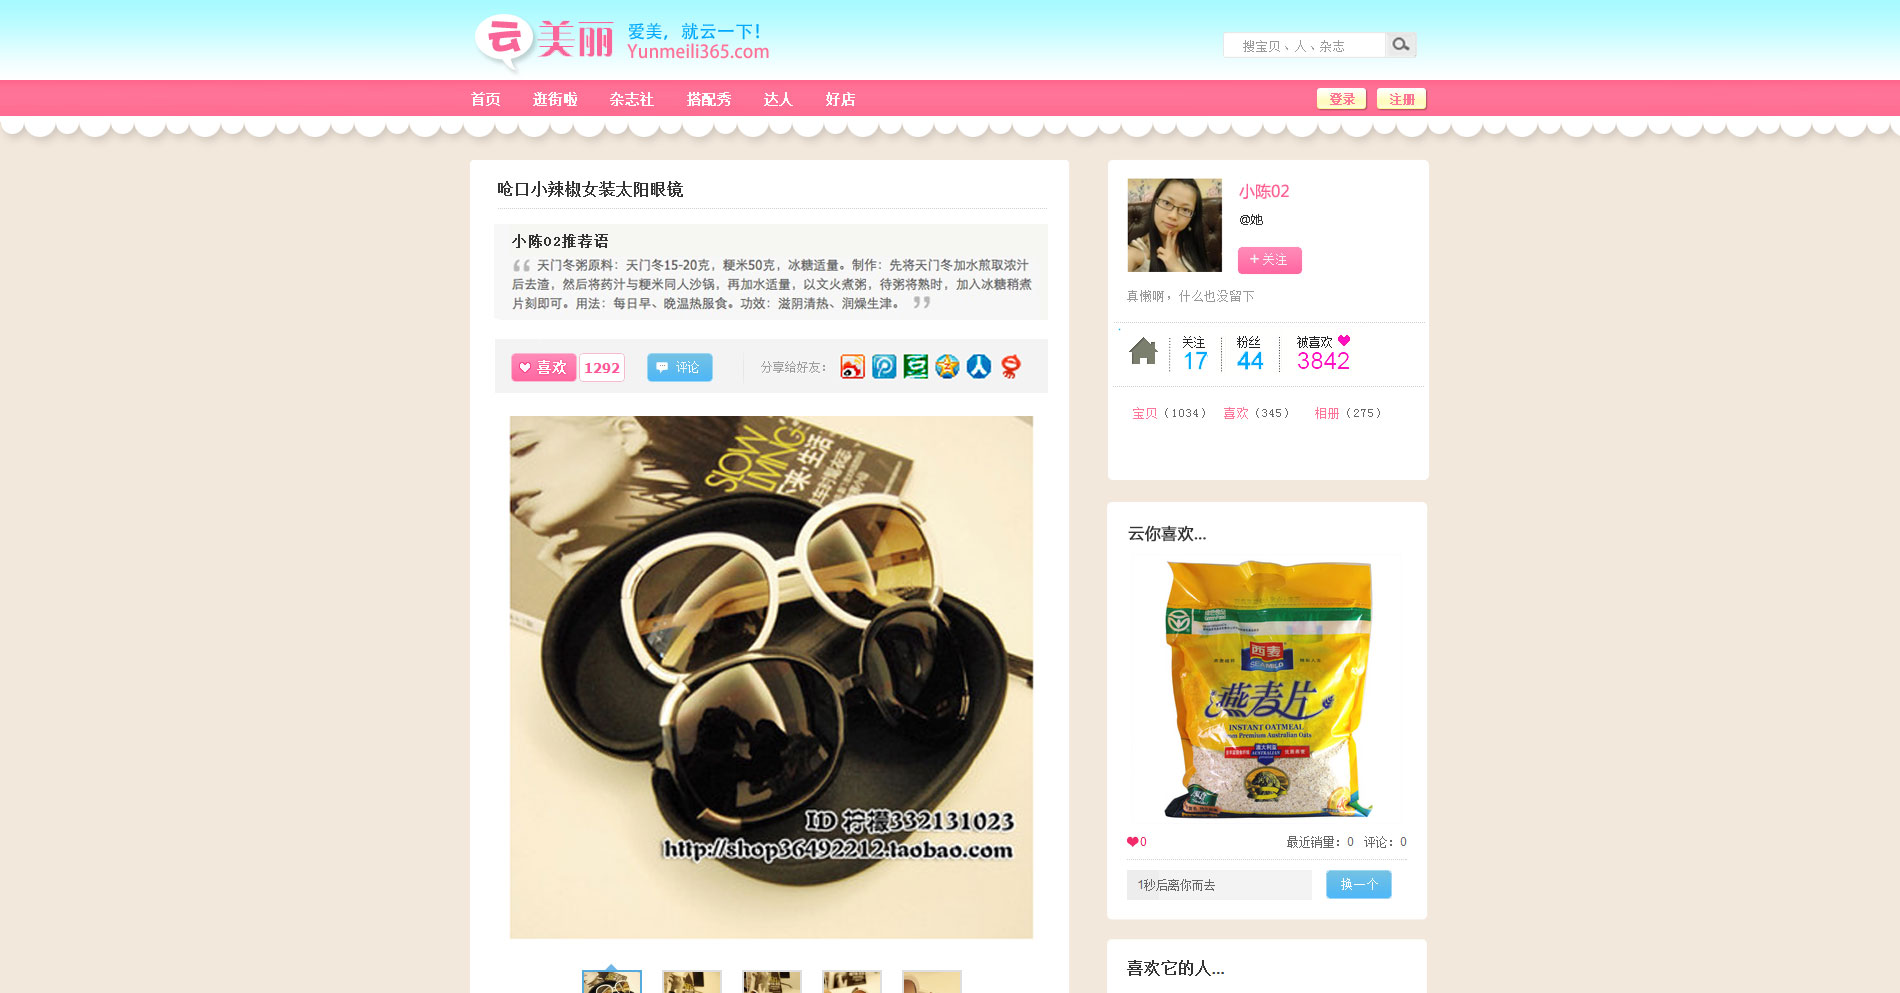 云美丽
爱美，就云一下!
Yunmeili365.com
搜宝贝、人、杂志
首页 逛街啦 杂志社 搭配秀 达人 好店
登录 注册
呛口小辣椒女装太阳眼镜
小陈02推荐语
“ 天门冬粥原料：天门冬15-20克，粳米50克，冰糖适量。制作：先将天门冬加水煎取浓汁
后去渣，然后将药汁与粳米同入沙锅，再加水适量，以文火煮粥，待粥将熟时，加入冰糖稍煮
片刻即可。用法：每日早、晚温热服食。功效：滋阴清热、润燥生津。 ”
喜欢 1292 评论 分享给好友：
SLOW
LIVING
来,生活
ID 柠檬332131023
http://shop36492212.taobao.com
小陈02
@她
+ 关注
真懒啊，什么也没留下
关注 粉丝 被喜欢
17 44 3842
宝贝（1034） 喜欢（345） 相册（275）
云你喜欢...
西麦
SEAMILD
燕麦片
INSTANT OATMEAL
Premium Australian Oats
澳大利亚
AUSTRALIAN
0 最近销量：0 评论：0
1秒后离你而去 换一个
喜欢它的人...